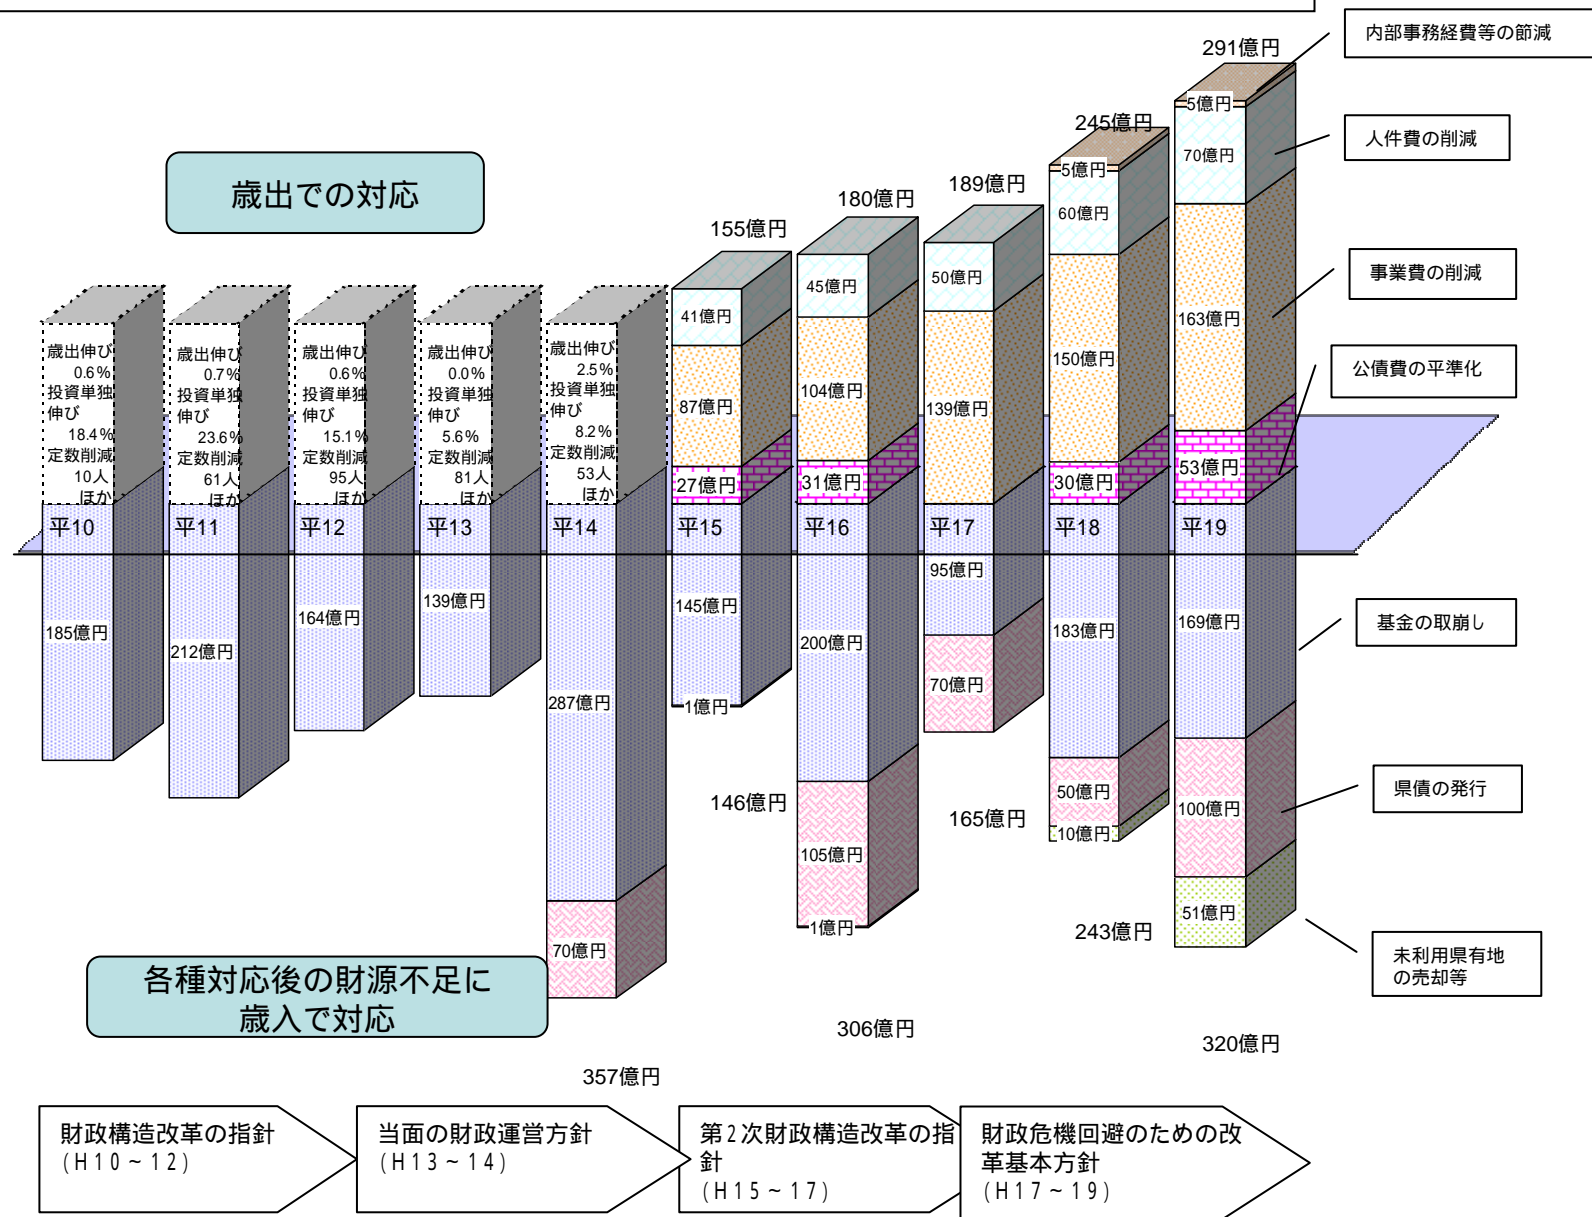 内部事務経費等の節減
291億円
5億円
人件費の削減
245億円
70億円
5億円
歳出での対応
180億円
189億円
60億円
155億円
事業費の削減
45億円
50億円
41億円
163億円
歳出伸び
0.6%
投資単独
伸び
18.4%
定数削減
10人
ほか
歳出伸び
0.7%
投資単独
伸び
23.6%
定数削減
61人
ほか
歳出伸び
0.6%
投資単独
伸び
15.1%
定数削減
95人
ほか
歳出伸び
0.0%
投資単独
伸び
5.6%
定数削減
81人
ほか
歳出伸び
2.5%
投資単独
伸び
8.2%
定数削減
53人
ほか
87億円
104億円
139億円
150億円
公債費の平準化
27億円
31億円
30億円
53億円
平10
平11
平12
平13
平14
平15
平16
平17
平18
平19
185億円
212億円
164億円
139億円
287億円
145億円
200億円
95億円
183億円
169億円
基金の取崩し
1億円
70億円
146億円
105億円
165億円
50億円
100億円
県債の発行
10億円
1億円
70億円
243億円
51億円
未利用県有地
の売却等
各種対応後の財源不足に
歳入で対応
306億円
320億円
357億円
財政構造改革の指針
(H10～12)
当面の財政運営方針
(H13～14)
第2次財政構造改革の指
針
(H15～17)
財政危機回避のための改
革基本方針
(H17～19)